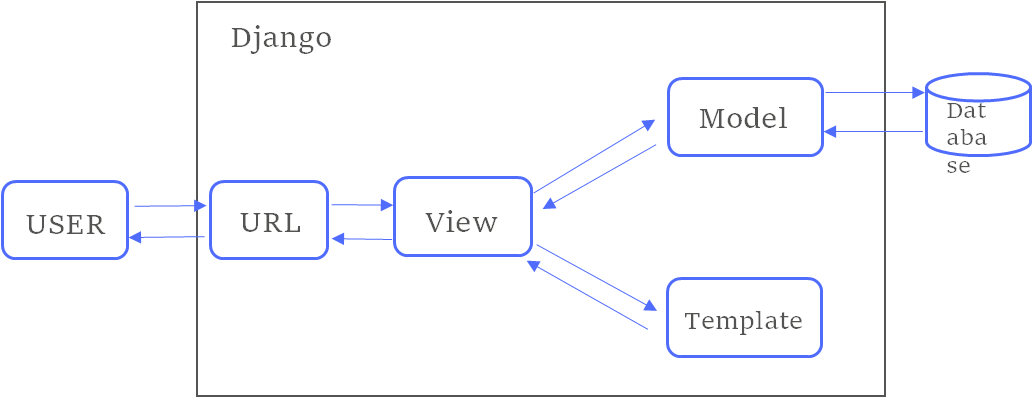 Django
USER
URL
View
Model
Template
Dat
aba
se